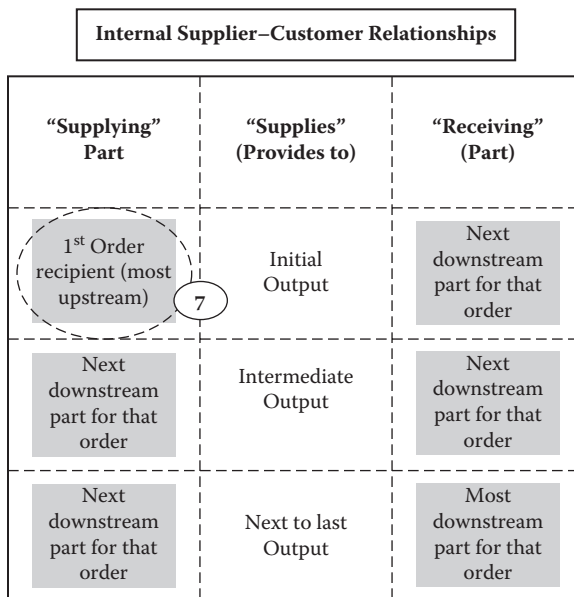 Internal Supplier–Customer Relationships
“Supplying”
Part
“Supplies”
(Provides to)
“Receiving”
(Part)
1st Order
recipient (most
upstream)
7
Initial
Output
Next
downstream
part for that
order
Next
downstream
part for that
order
Intermediate
Output
Next
downstream
part for that
order
Next
downstream
part for that
order
Next to last
Output
Most
downstream
part for that
order